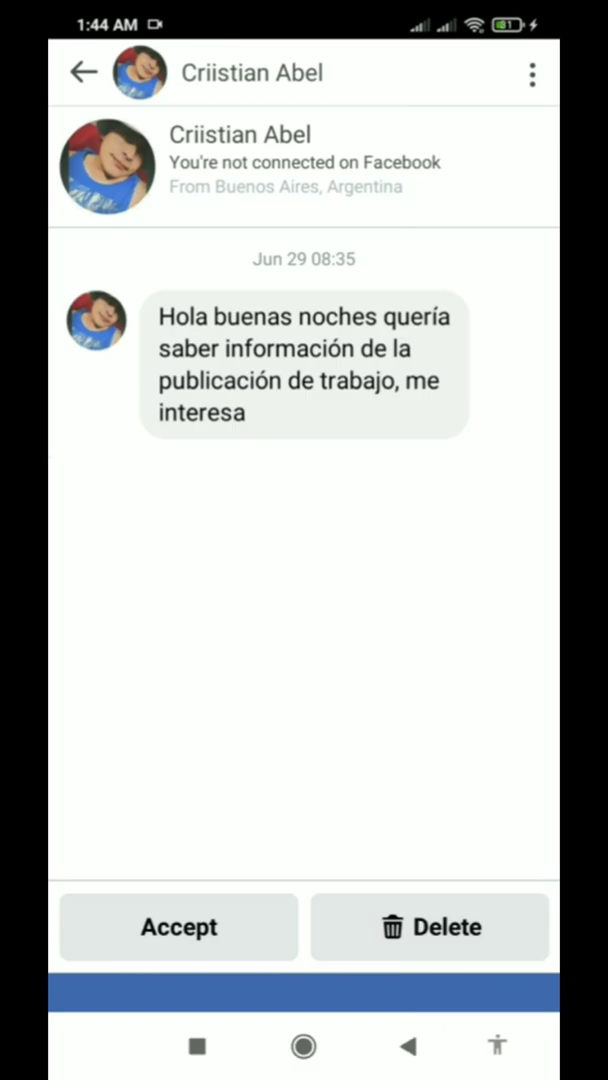 1:44 AM
81
Criistian Abel
Criistian Abel
You're not connected on Facebook
From Buenos Aires, Argentina
Jun 29 08:35
Hola buenas noches quería
saber información de la
publicación de trabajo, me
interesa
Accept
Delete